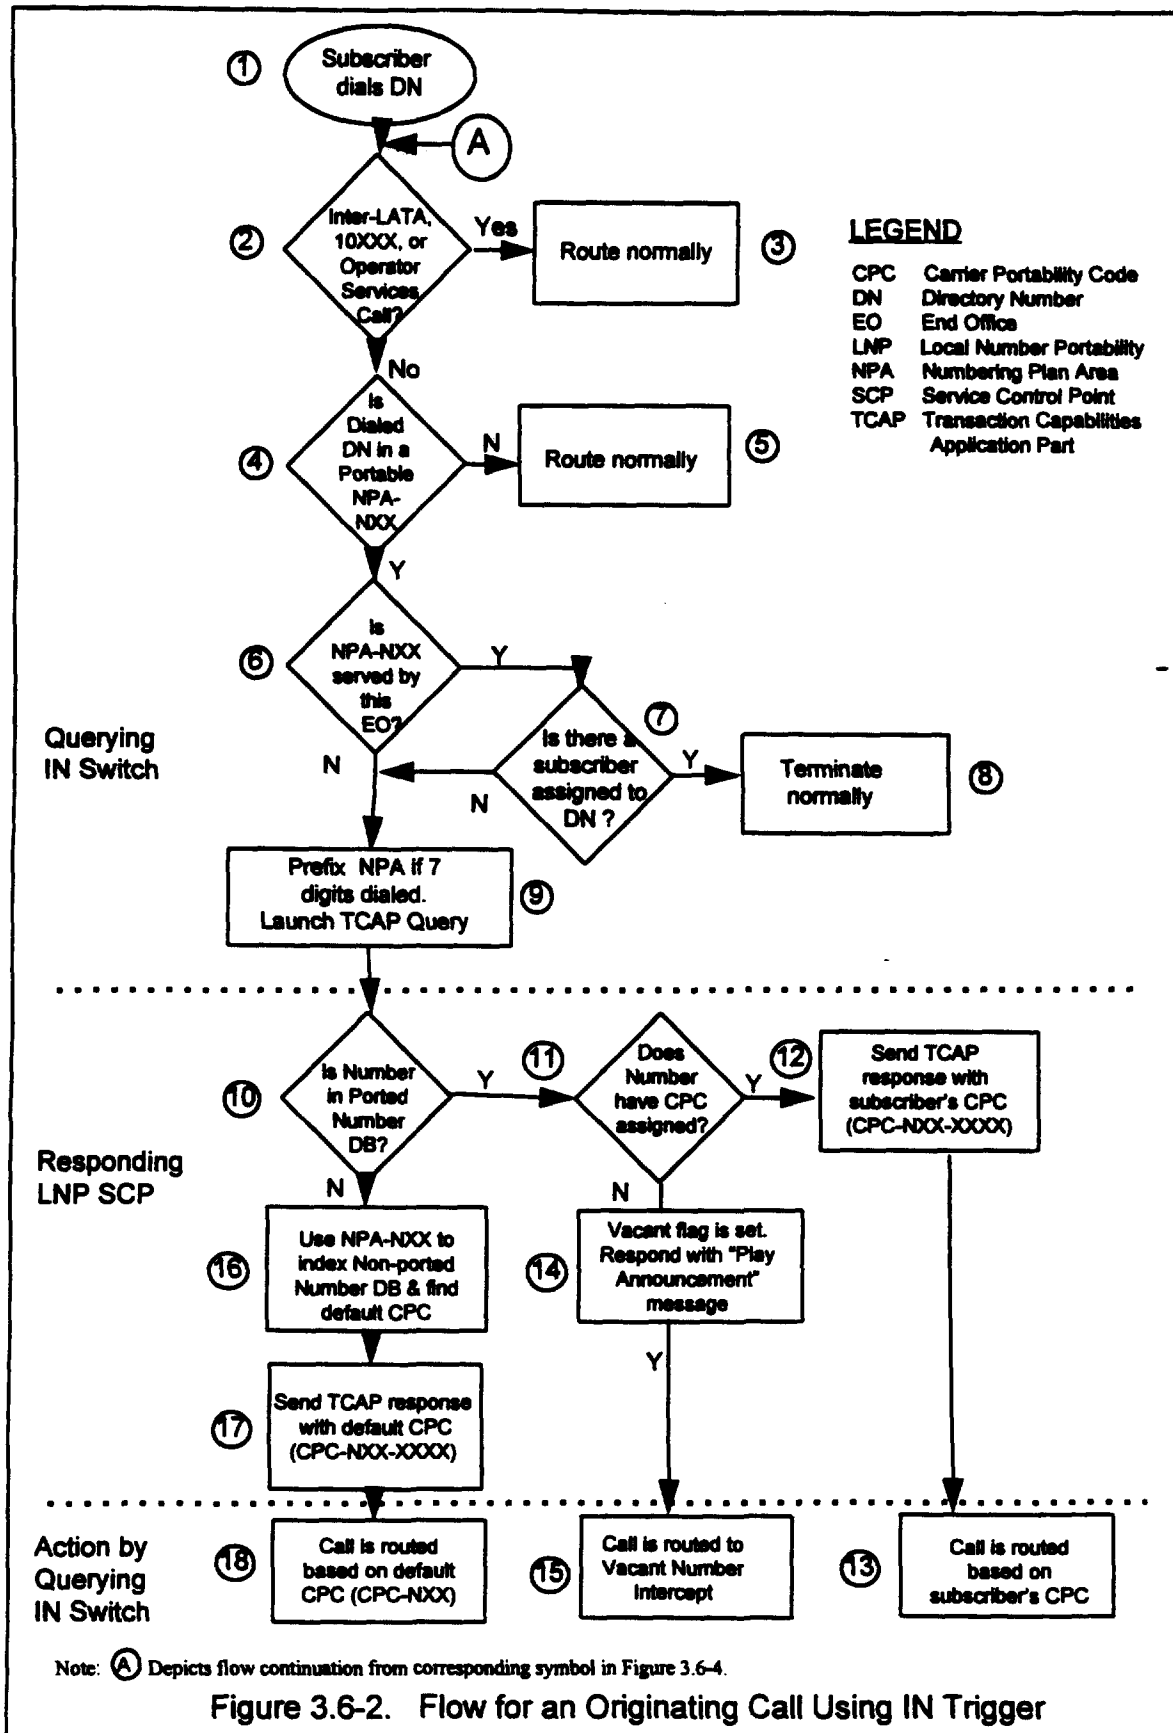 1
Subscriber
dials DN
A
2
Inter-LATA,
10XXX, or
Operator
Services
Call?
Yes
Route normally
3
No
LEGEND
CPC Carrier Portability Code
DN Directory Number
EO End Office
LNP Local Number Portability
NPA Numbering Plan Area
SCP Service Control Point
TCAP Transaction Capabilities
Application Part
4
Is
Dialed
DN in a
Portable
NPA-
NXX
N
Route normally
5
Y
6
Is
NPA-NXX
served by
this
EO?
Y
N
7
Is there a
subscriber
assigned to
DN ?
Y
N
Terminate
normally
8
Querying
IN Switch
Prefix NPA if 7
digits dialed.
Launch TCAP Query
9
Responding
LNP SCP
10
Is Number
in Ported
Number
DB?
Y
N
11
Does
Number
have CPC
assigned?
Y
N
12
Send TCAP
response with
subscriber's CPC
(CPC-NXX-XXXX)
16
Use NPA-NXX to
index Non-ported
Number DB & find
default CPC
14
Vacant flag is set.
Respond with "Play
Announcement"
message
Y
17
Send TCAP response
with default CPC
(CPC-NXX-XXXX)
Action by
Querying
IN Switch
18
Call is routed
based on default
CPC (CPC-NXX)
15
Call is routed to
Vacant Number
Intercept
13
Call is routed
based on
subscriber's CPC
Note: A Depicts flow continuation from corresponding symbol in Figure 3.6-4.
Figure 3.6-2. Flow for an Originating Call Using IN Trigger